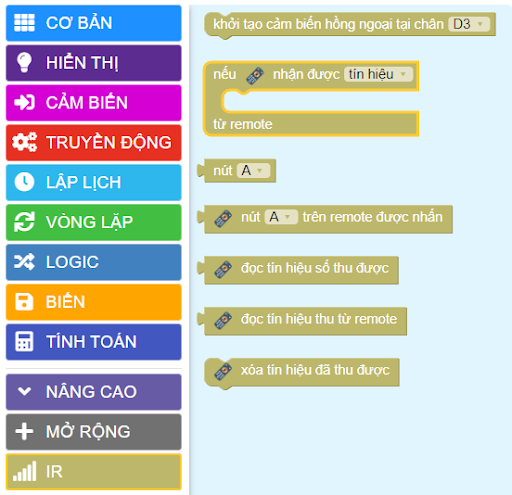 CƠ BẢN
HIỂN THỊ
CẢM BIẾN
TRUYỀN ĐỘNG
LẬP LỊCH
VÒNG LẶP
LOGIC
BIẾN
TÍNH TOÁN
NÂNG CAO
MỞ RỘNG
IR
khởi tạo cảm biến hồng ngoại tại chân D3
nếu nhận được tín hiệu
từ remote
nút A
nút A trên remote được nhấn
đọc tín hiệu số thu được
đọc tín hiệu thu từ remote
xóa tín hiệu đã thu được